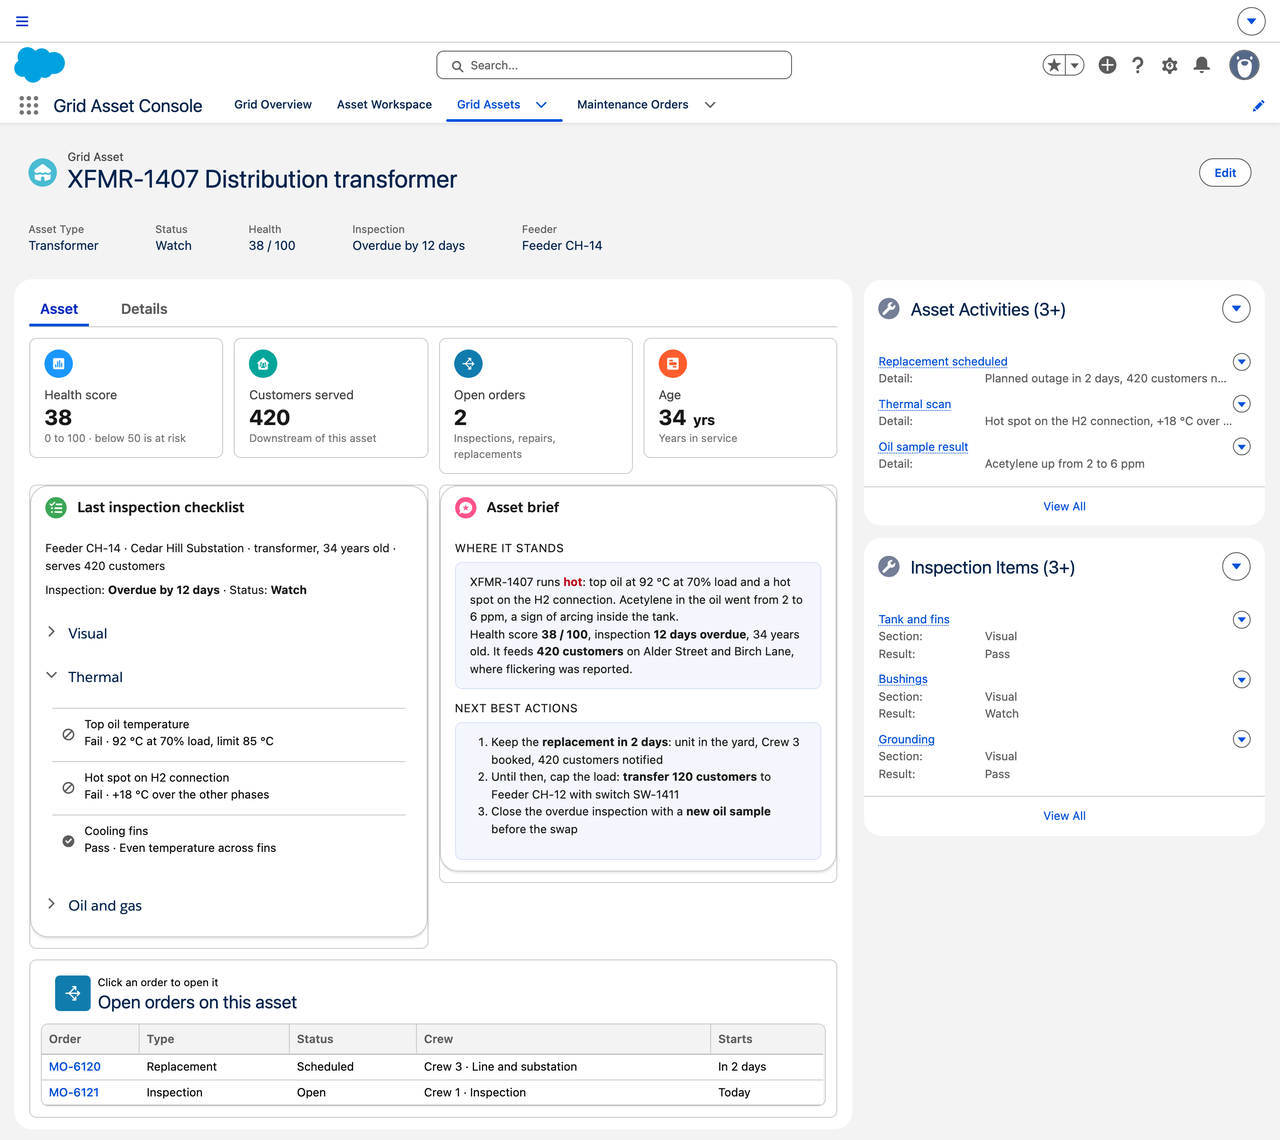 Search...
Grid Asset Console
Grid Overview
Asset Workspace
Grid Assets
Maintenance Orders
Grid Asset
XFMR-1407 Distribution transformer
Edit
Asset Type
Transformer
Status
Watch
Health
38 / 100
Inspection
Overdue by 12 days
Feeder
Feeder CH-14
Asset
Details
Health score
38
0 to 100 · below 50 is at risk
Customers served
420
Downstream of this asset
Open orders
2
Inspections, repairs,
replacements
Age
34 yrs
Years in service
Last inspection checklist
Feeder CH-14 · Cedar Hill Substation · transformer, 34 years old ·
serves 420 customers
Inspection: Overdue by 12 days · Status: Watch
Visual
Thermal
Top oil temperature
Fail · 92 °C at 70% load, limit 85 °C
Hot spot on H2 connection
Fail · +18 °C over the other phases
Cooling fins
Pass · Even temperature across fins
Oil and gas
Asset brief
WHERE IT STANDS
XFMR-1407 runs hot: top oil at 92 °C at 70% load and a hot
spot on the H2 connection. Acetylene in the oil went from 2 to
6 ppm, a sign of arcing inside the tank.
Health score 38 / 100, inspection 12 days overdue, 34 years
old. It feeds 420 customers on Alder Street and Birch Lane,
where flickering was reported.
NEXT BEST ACTIONS
1. Keep the replacement in 2 days: unit in the yard, Crew 3
booked, 420 customers notified
2. Until then, cap the load: transfer 120 customers to
Feeder CH-12 with switch SW-1411
3. Close the overdue inspection with a new oil sample
before the swap
Click an order to open it
Open orders on this asset
Order Type Status Crew Starts
MO-6120 Replacement Scheduled Crew 3 · Line and substation In 2 days
MO-6121 Inspection Open Crew 1 · Inspection Today
Asset Activities (3+)
Replacement scheduled
Detail: Planned outage in 2 days, 420 customers n...
Thermal scan
Detail: Hot spot on the H2 connection, +18 °C over ...
Oil sample result
Detail: Acetylene up from 2 to 6 ppm
View All
Inspection Items (3+)
Tank and fins
Section: Visual
Result: Pass
Bushings
Section: Visual
Result: Watch
Grounding
Section: Visual
Result: Pass
View All